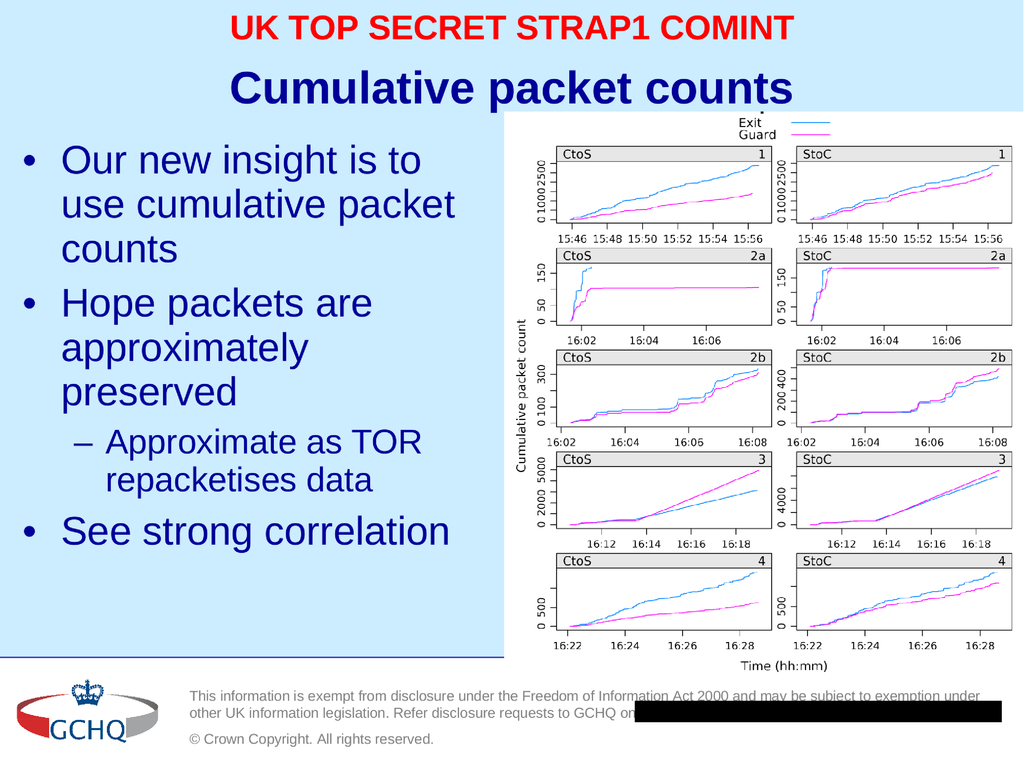 UK TOP SECRET STRAP1 COMINT
Cumulative packet counts
• Our new insight is to
use cumulative packet
counts
• Hope packets are
approximately
preserved
– Approximate as TOR
repacketises data
• See strong correlation
Exit
Guard
Cumulative packet count
CtoS 1
0 1000 2500
15:46 15:48 15:50 15:52 15:54 15:56
StoC 1
0 1000 2500
15:46 15:48 15:50 15:52 15:54 15:56
CtoS 2a
0 50 150
16:02 16:04 16:06
StoC 2a
0 50 150
16:02 16:04 16:06
CtoS 2b
0 100 300
16:02 16:04 16:06 16:08
StoC 2b
0 200 400
16:02 16:04 16:06 16:08
CtoS 3
0 2000 5000
16:12 16:14 16:16 16:18
StoC 3
0 4000
16:12 16:14 16:16 16:18
CtoS 4
0 500
16:22 16:24 16:26 16:28
StoC 4
0 500
16:22 16:24 16:26 16:28
Time (hh:mm)
GCHQ
This information is exempt from disclosure under the Freedom of Information Act 2000 and may be subject to exemption under
other UK information legislation. Refer disclosure requests to GCHQ on
© Crown Copyright. All rights reserved.